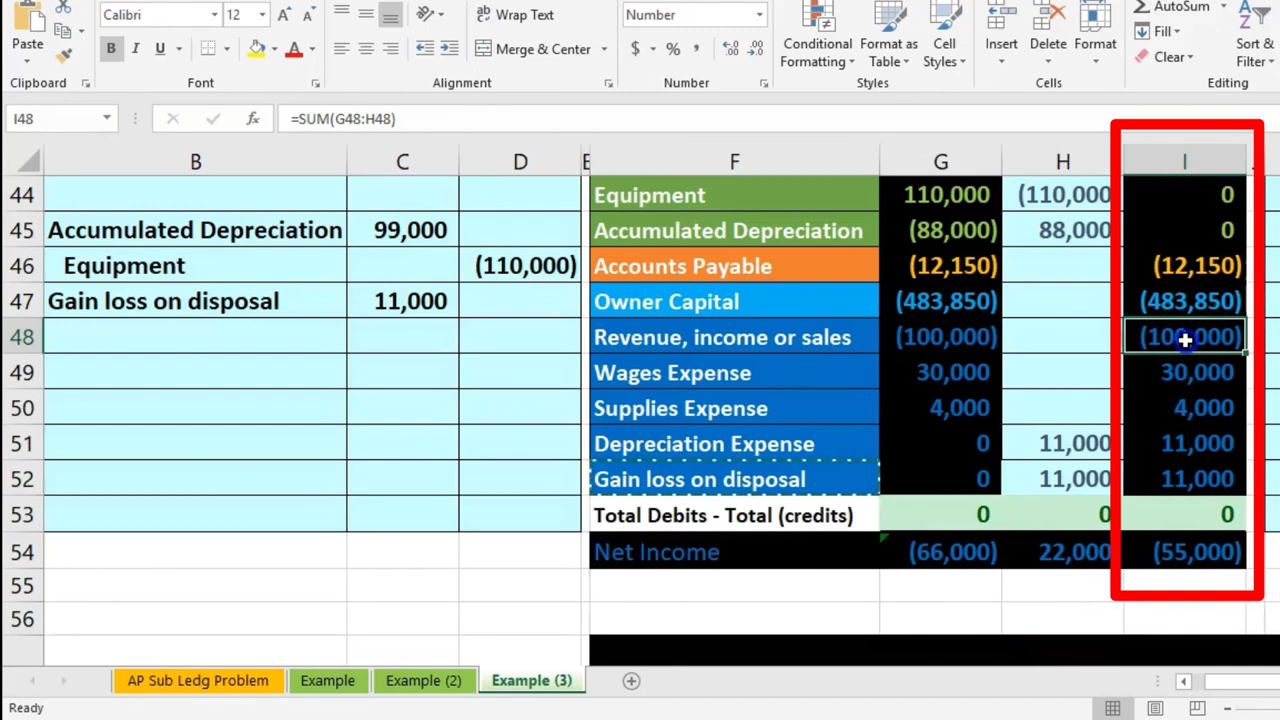 Calibri 12 Wrap Text Number AutoSum
Paste B I U Merge & Center $ % , Conditional Format as Cell Insert Delete Format Fill Sort &
Formatting Table Styles Clear Filter
Clipboard Font Alignment Number Styles Cells Editing
I48 fx =SUM(G48:H48)
B C D E F G H I
44 Equipment 110,000 (110,000 0
45 Accumulated Depreciation 99,000 Accumulated Depreciation (88,000) 88,000 0
46 Equipment (110,000) Accounts Payable (12,150) (12,150)
47 Gain loss on disposal 11,000 Owner Capital (483,850) (483,850)
48 Revenue, income or sales (100,000) (100,000)
49 Wages Expense 30,000 30,000
50 Supplies Expense 4,000 4,000
51 Depreciation Expense 0 11,000 11,000
52 Gain loss on disposal 0 11,000 11,000
53 Total Debits - Total (credits) 0 0 0
54 Net Income (66,000) 22,000 (55,000)
55
56
AP Sub Ledg Problem Example Example (2) Example (3)
Ready